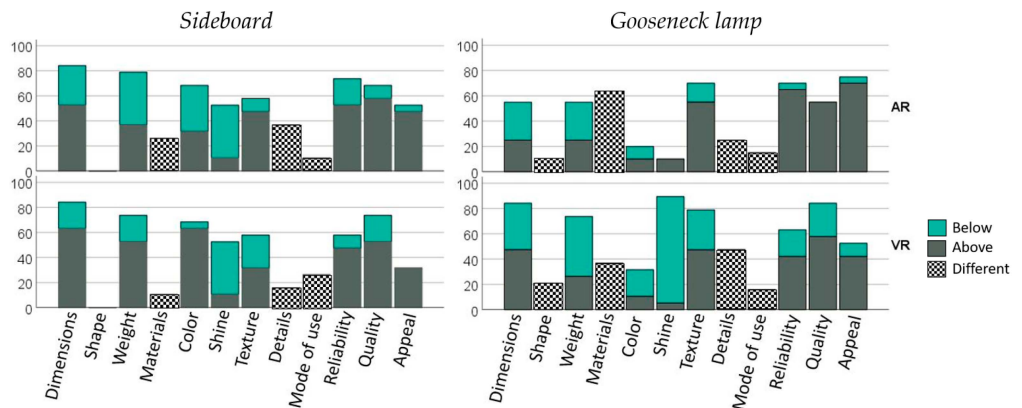 Sideboard
Gooseneck lamp
100
80
60
40
20
0
100
80
60
40
20
0
AR
100
80
60
40
20
0
100
80
60
40
20
0
VR
Below
Above
Different
Dimensions
Shape
Weight
Materials
Color
Shine
Texture
Details
Mode of use
Reliability
Quality
Appeal
Dimensions
Shape
Weight
Materials
Color
Shine
Texture
Details
Mode of use
Reliability
Quality
Appeal